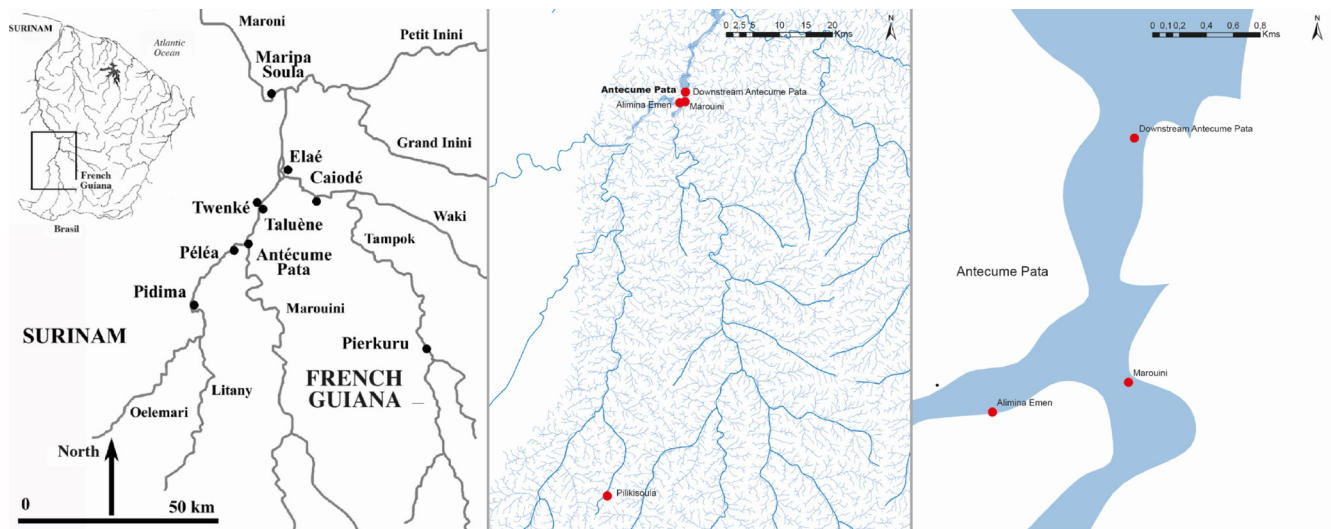 SURINAM
Atlantic
Ocean
French
Guiana
Brasil
Maroni
Petit Inini
Maripa
Soula
Grand Inini
Elaé
Caiodé
Twenké
Taluène
Waki
Tampok
Péléa
Antécume
Pata
Pidima
Marouini
SURINAM
Pierkuru
FRENCH
GUIANA
Litany
Oelemari
North
0 50 km
0 2,5 5 10 15 20
Kms
N
Antecume Pata
Downstream Antecume Pata
Alimina Emen
Marouini
Pilikisoula
0 0,1 0,2 0,4 0,6 0,8
Kms
N
Downstream Antecume Pata
Antecume Pata
Marouini
Alimina Emen